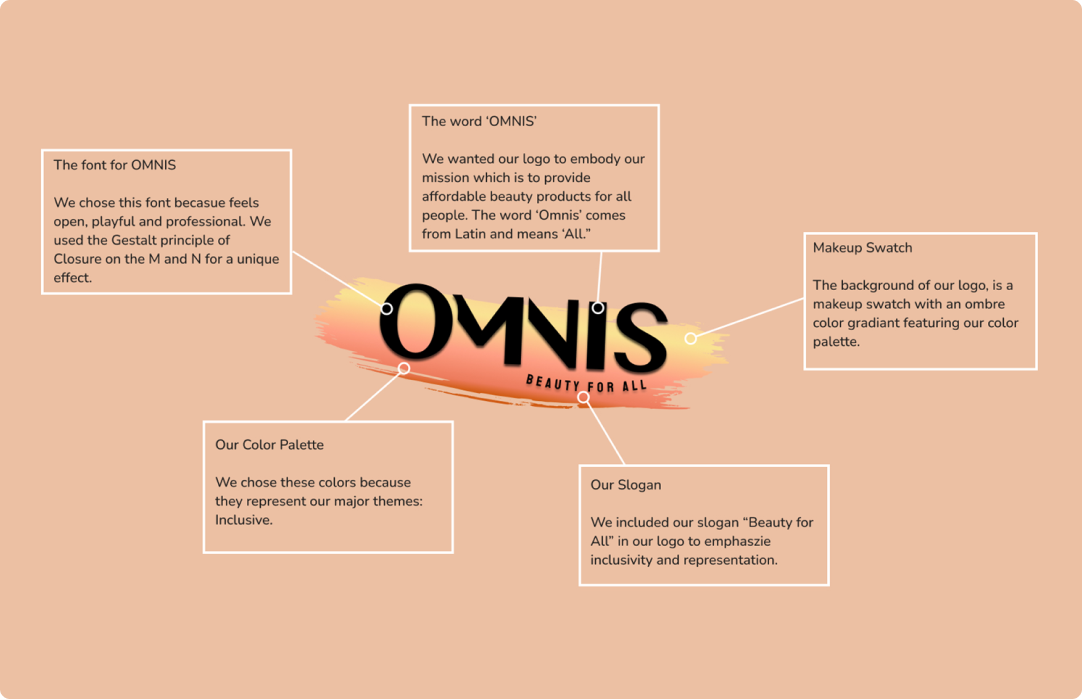 The word ‘OMNIS’
We wanted our logo to embody our
mission which is to provide
affordable beauty products for all
people. The word ‘Omnis’ comes
from Latin and means ‘All.”
The font for OMNIS
We chose this font becasue feels
open, playful and professional. We
used the Gestalt principle of
Closure on the M and N for a unique
effect.
Makeup Swatch
The background of our logo, is a
makeup swatch with an ombre
color gradiant featuring our color
palette.
OMNIS
BEAUTY FOR ALL
Our Color Palette
We chose these colors because
they represent our major themes:
Inclusive.
Our Slogan
We included our slogan “Beauty for
All” in our logo to emphaszie
inclusivity and representation.